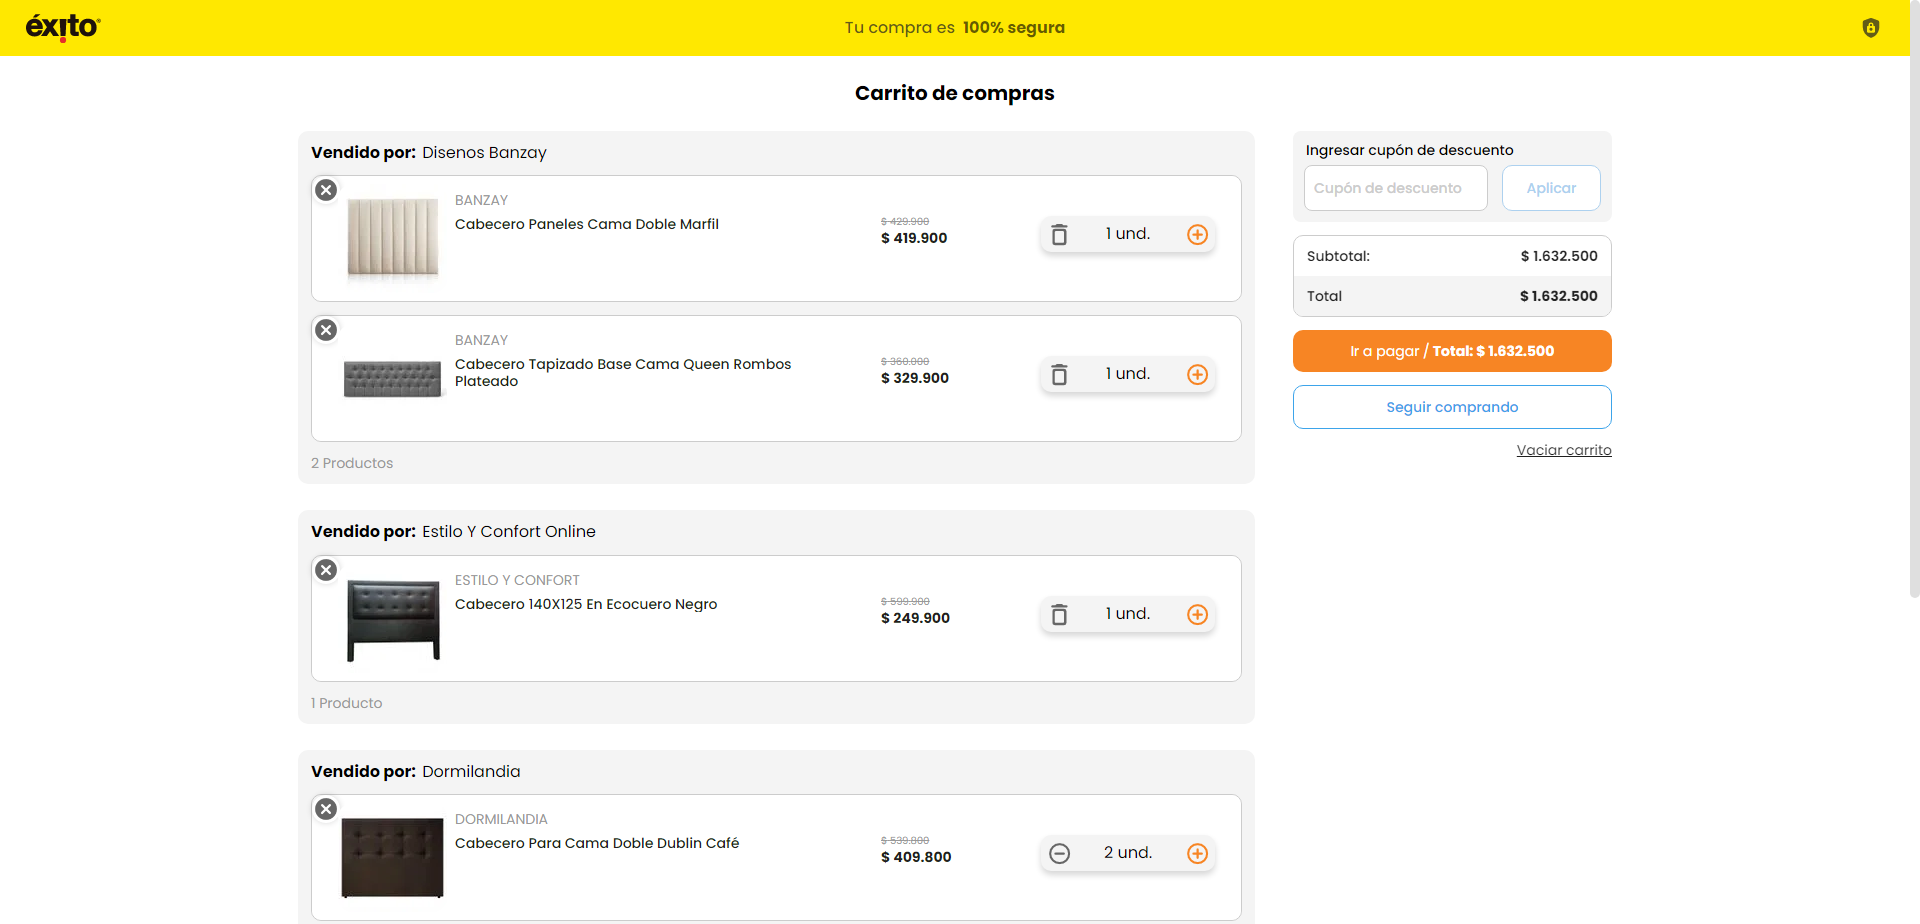 éxito
Tu compra es 100% segura
Carrito de compras
Vendido por: Disenos Banzay
BANZAY
Cabecero Paneles Cama Doble Marfil
$ 429.900
$ 419.900
1 und.
BANZAY
Cabecero Tapizado Base Cama Queen Rombos
Plateado
$ 360.000
$ 329.900
1 und.
2 Productos
Vendido por: Estilo Y Confort Online
ESTILO Y CONFORT
Cabecero 140X125 En Ecocuero Negro
$ 599.900
$ 249.900
1 und.
1 Producto
Vendido por: Dormilandia
DORMILANDIA
Cabecero Para Cama Doble Dublin Café
$ 539.800
$ 409.800
2 und.
Ingresar cupón de descuento
Cupón de descuento
Aplicar
Subtotal: $ 1.632.500
Total $ 1.632.500
Ir a pagar / Total: $ 1.632.500
Seguir comprando
Vaciar carrito